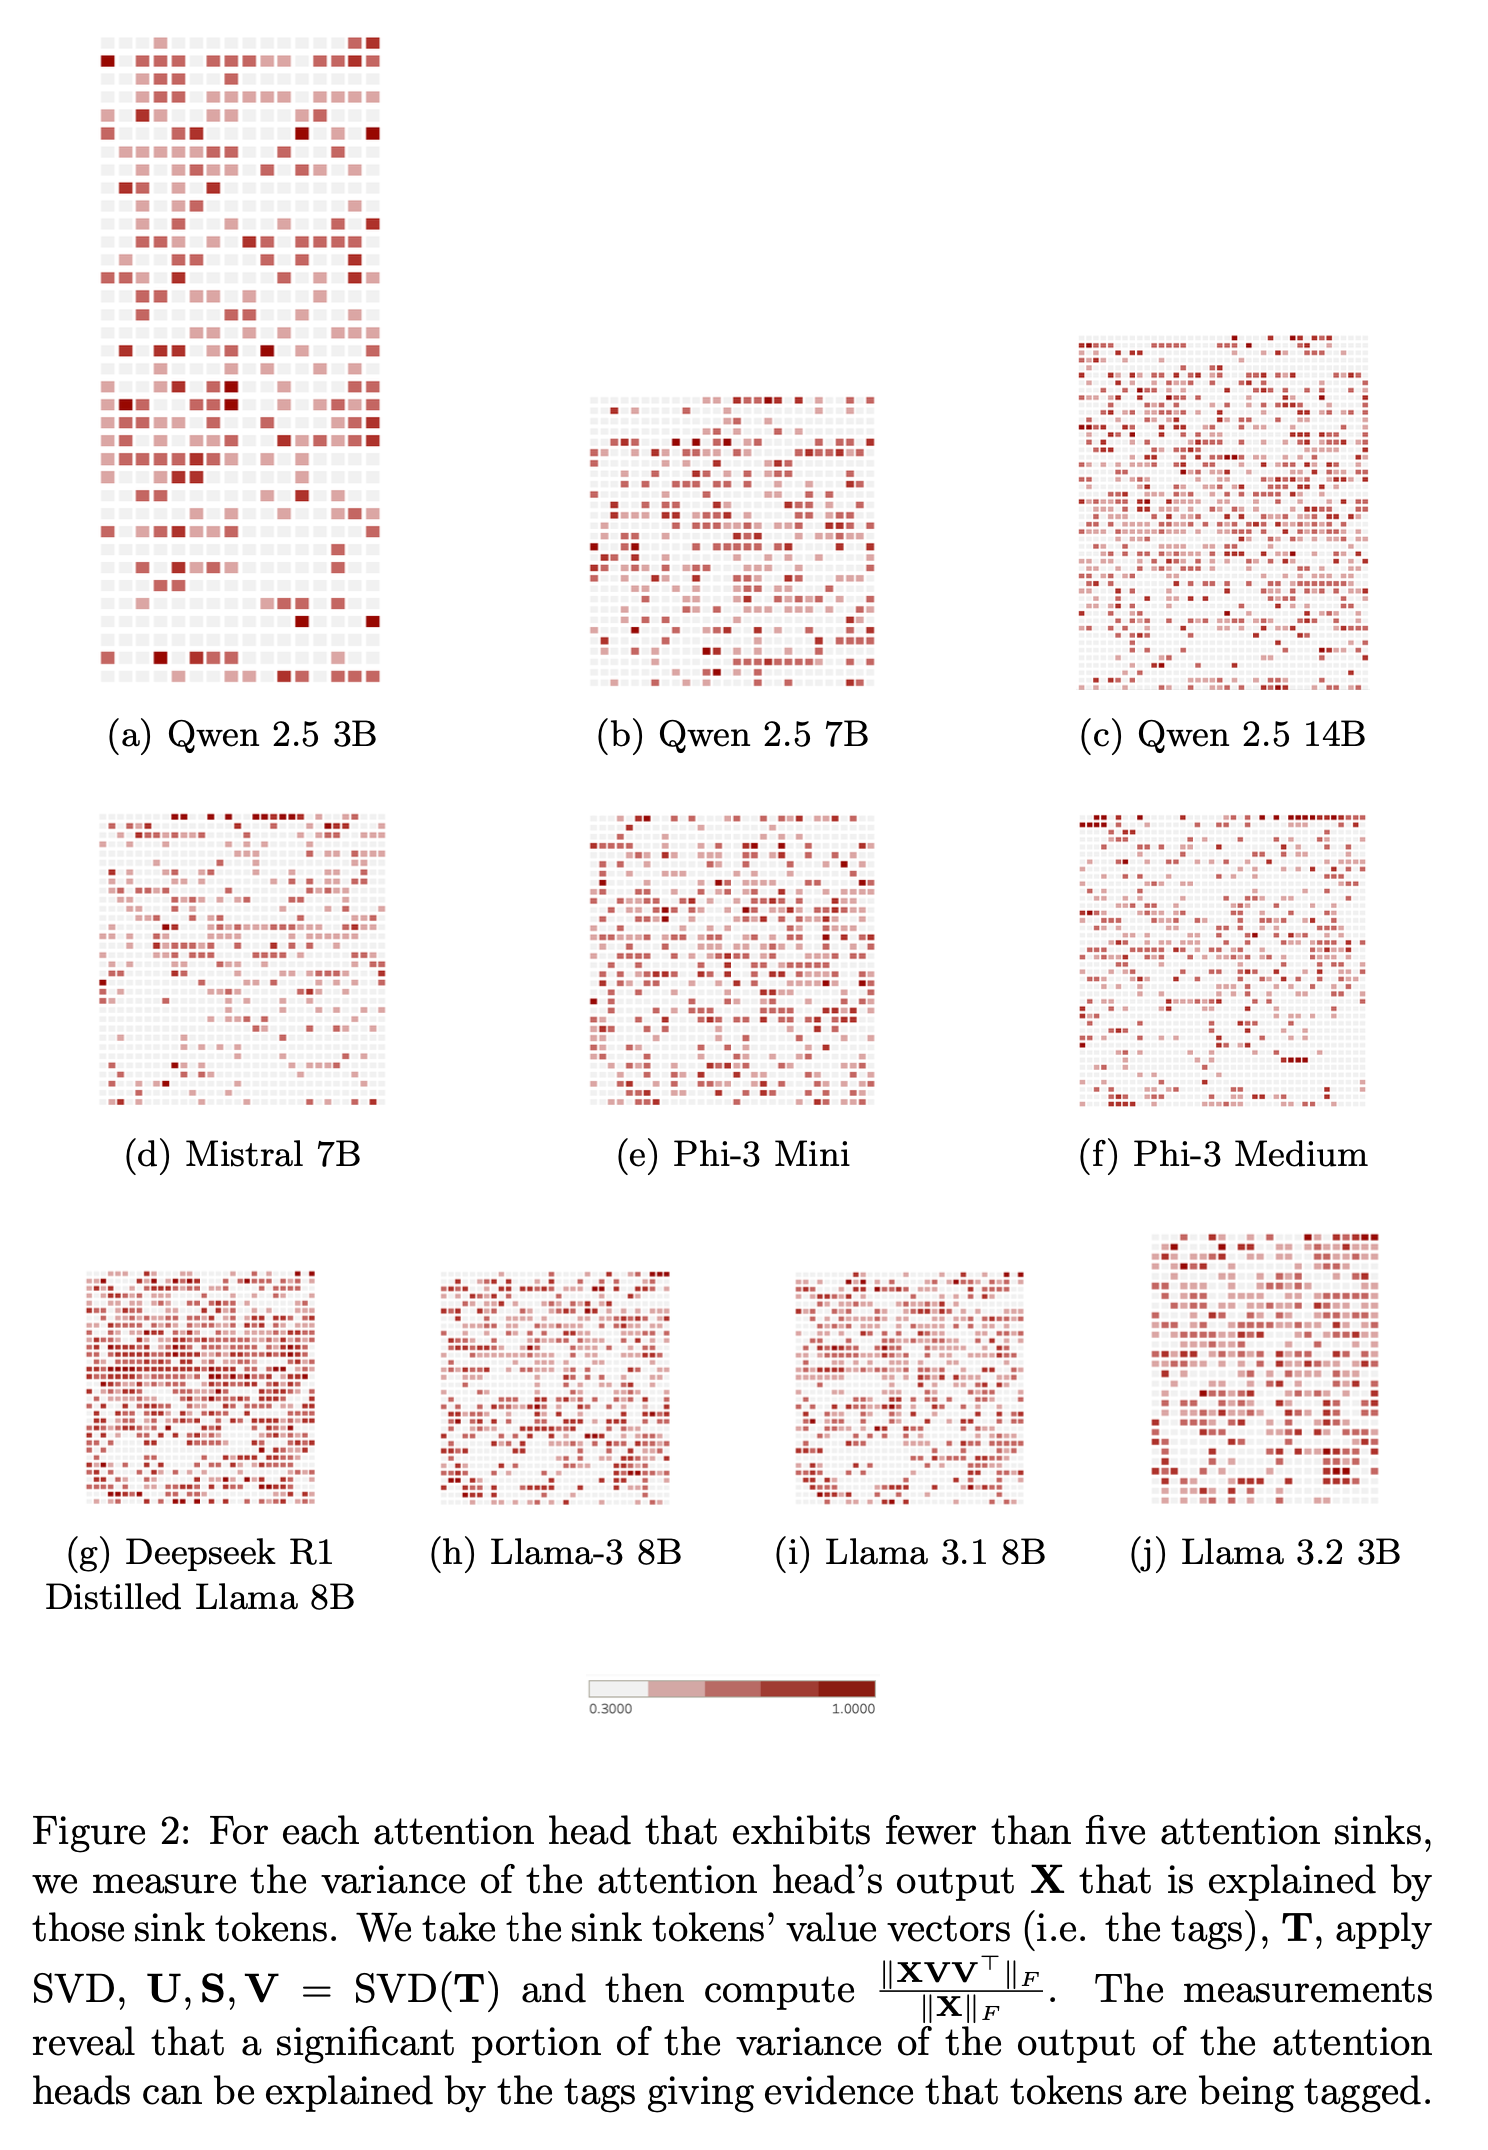 (a) Qwen 2.5 3B
(b) Qwen 2.5 7B
(c) Qwen 2.5 14B
(d) Mistral 7B
(e) Phi-3 Mini
(f) Phi-3 Medium
(g) Deepseek R1
Distilled Llama 8B
(h) Llama-3 8B
(i) Llama 3.1 8B
(j) Llama 3.2 3B
0.3000 1.0000
Figure 2: For each attention head that exhibits fewer than five attention sinks,
we measure the variance of the attention head's output X that is explained by
those sink tokens. We take the sink tokens' value vectors (i.e. the tags), T, apply
SVD, U, S, V = SVD(T) and then compute ‖XVV⊤‖F / ‖X‖F. The measurements
reveal that a significant portion of the variance of the output of the attention
heads can be explained by the tags giving evidence that tokens are being tagged.